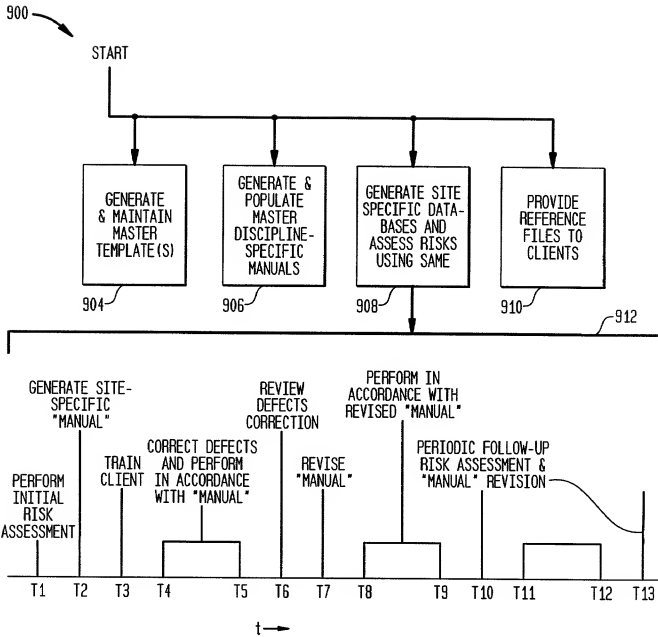 900
START
GENERATE
& MAINTAIN
MASTER
TEMPLATE(S)
904
GENERATE &
POPULATE
MASTER
DISCIPLINE-
SPECIFIC
MANUALS
906
GENERATE SITE
SPECIFIC DATA-
BASES AND
ASSESS RISKS
USING SAME
908
PROVIDE
REFERENCE
FILES TO
CLIENTS
910
912
PERFORM
INITIAL
RISK
ASSESSMENT
GENERATE SITE-
SPECIFIC
"MANUAL"
TRAIN
CLIENT
CORRECT DEFECTS
AND PERFORM
IN ACCORDANCE
WITH "MANUAL"
REVIEW
DEFECTS
CORRECTION
REVISE
"MANUAL"
PERFORM IN
ACCORDANCE WITH
REVISED "MANUAL"
PERIODIC FOLLOW-UP
RISK ASSESSMENT &
"MANUAL" REVISION
T1 T2 T3 T4 T5 T6 T7 T8 T9 T10 T11 T12 T13
t